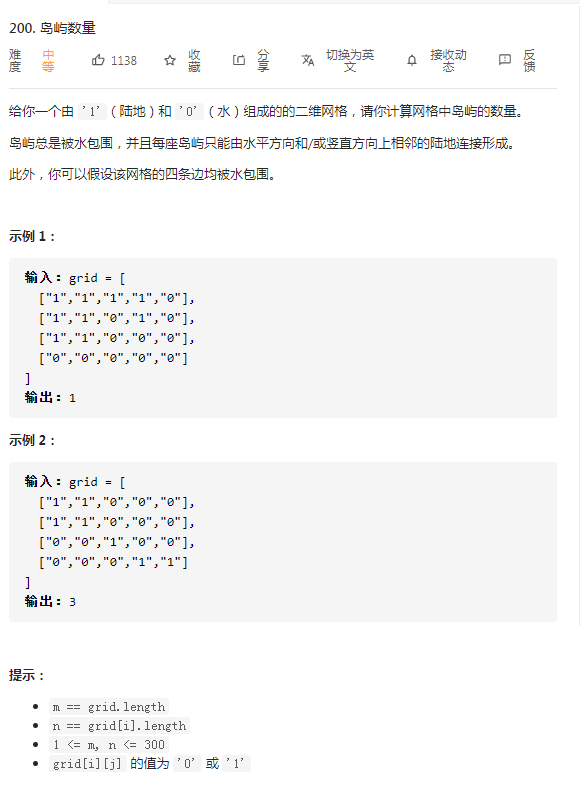 200. 岛屿数量
难度 中等 1138 收藏 分享 切换为英文 接收动态 反馈
给你一个由 '1'（陆地）和 '0'（水）组成的的二维网格，请你计算网格中岛屿的数量。
岛屿总是被水包围，并且每座岛屿只能由水平方向和/或竖直方向上相邻的陆地连接形成。
此外，你可以假设该网格的四条边均被水包围。
示例 1：
输入：grid = [
["1","1","1","1","0"],
["1","1","0","1","0"],
["1","1","0","0","0"],
["0","0","0","0","0"]
]
输出：1
示例 2：
输入：grid = [
["1","1","0","0","0"],
["1","1","0","0","0"],
["0","0","1","0","0"],
["0","0","0","1","1"]
]
输出：3
提示：
m == grid.length
n == grid[i].length
1 <= m, n <= 300
grid[i][j] 的值为 '0' 或 '1'